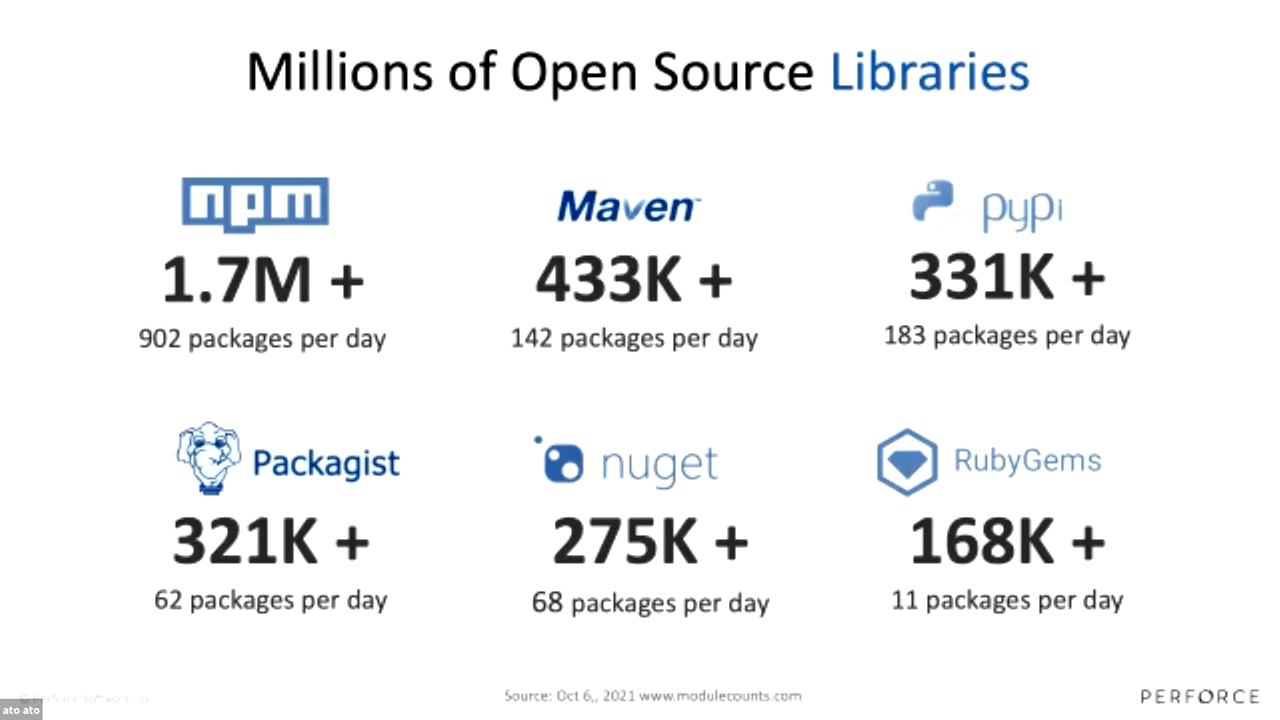 Millions of Open Source Libraries
npm
Maven™
pypi
1.7M +
433K +
331K +
902 packages per day
142 packages per day
183 packages per day
Packagist
nuget
RubyGems
321K +
275K +
168K +
62 packages per day
68 packages per day
11 packages per day
Source: Oct 6,, 2021 www.modulecounts.com
PERFORCE
ato ato